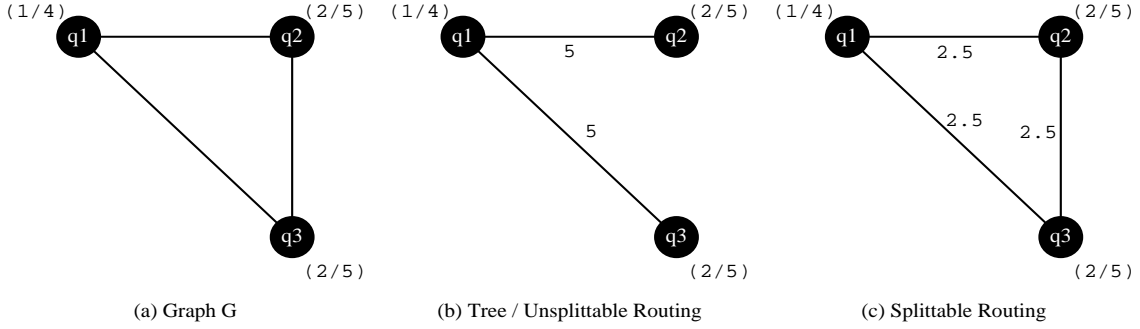 (1/4)
q1
(2/5)
q2
q3
(2/5)
(a) Graph G
(1/4)
q1
(2/5)
q2
5
5
q3
(2/5)
(b) Tree / Unsplittable Routing
(1/4)
q1
(2/5)
q2
2.5
2.5
2.5
q3
(2/5)
(c) Splittable Routing